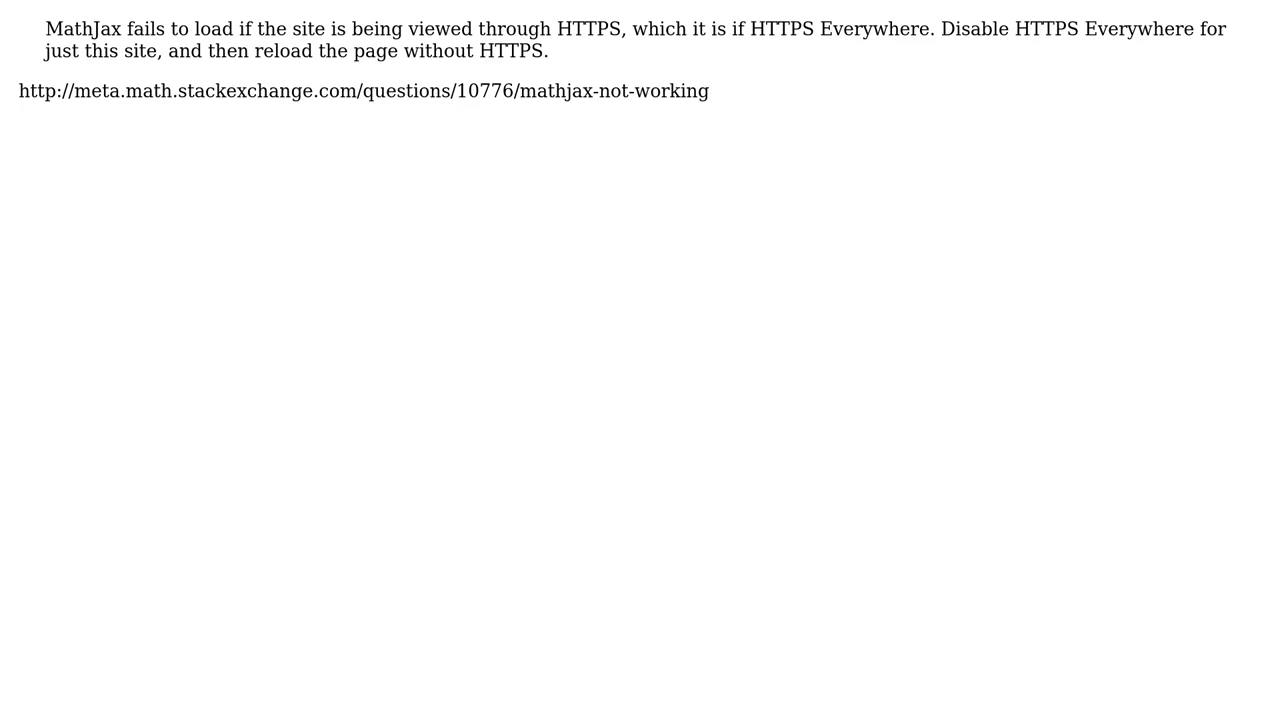 MathJax fails to load if the site is being viewed through HTTPS, which it is if HTTPS Everywhere. Disable HTTPS Everywhere for
just this site, and then reload the page without HTTPS.
http://meta.math.stackexchange.com/questions/10776/mathjax-not-working